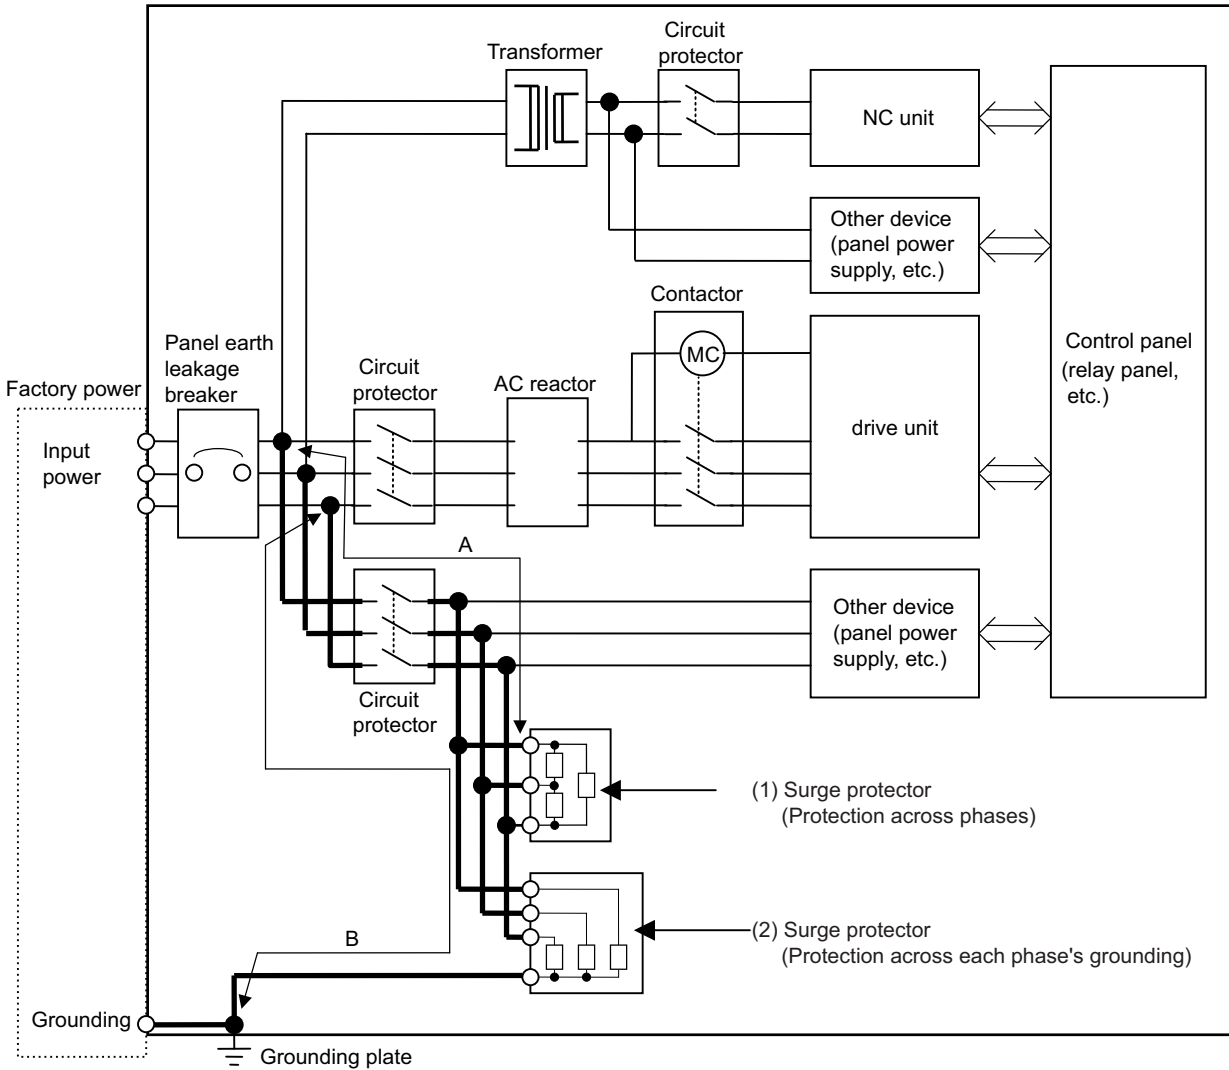 Circuit
protector
Transformer
NC unit
Other device
(panel power
supply, etc.)
Contactor
MC
Control panel
(relay panel,
etc.)
Panel earth
leakage
breaker
Circuit
protector
AC reactor
drive unit
Factory power
Input
power
A
Other device
(panel power
supply, etc.)
Circuit
protector
(1) Surge protector
(Protection across phases)
(2) Surge protector
(Protection across each phase's grounding)
B
Grounding
Grounding plate